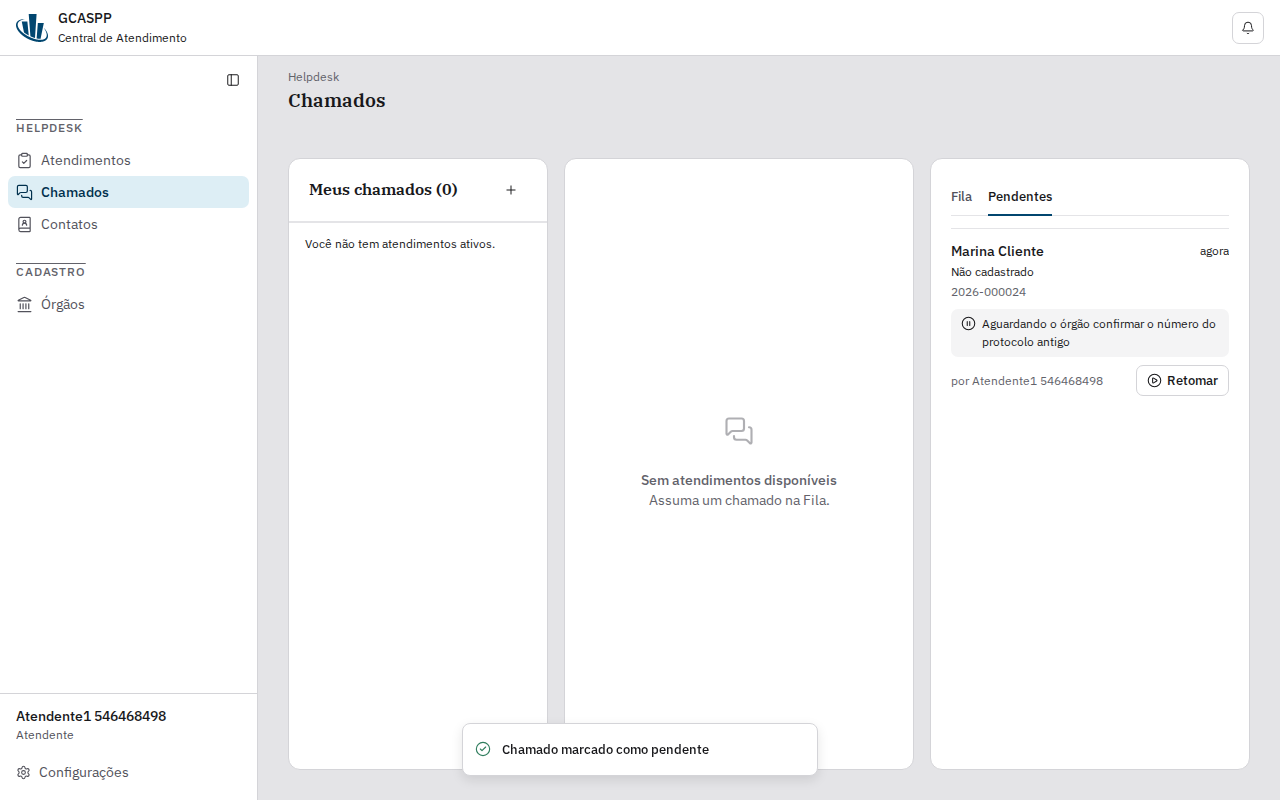 GCASPP
Central de Atendimento
HELPDESK
Atendimentos
Chamados
Contatos
CADASTRO
Órgãos
Atendente1 546468498
Atendente
Configurações
Helpdesk
Chamados
Meus chamados (0)
Você não tem atendimentos ativos.
Sem atendimentos disponíveis
Assuma um chamado na Fila.
Fila Pendentes
Marina Cliente agora
Não cadastrado
2026-000024
Aguardando o órgão confirmar o número do
protocolo antigo
por Atendente1 546468498 Retomar
Chamado marcado como pendente